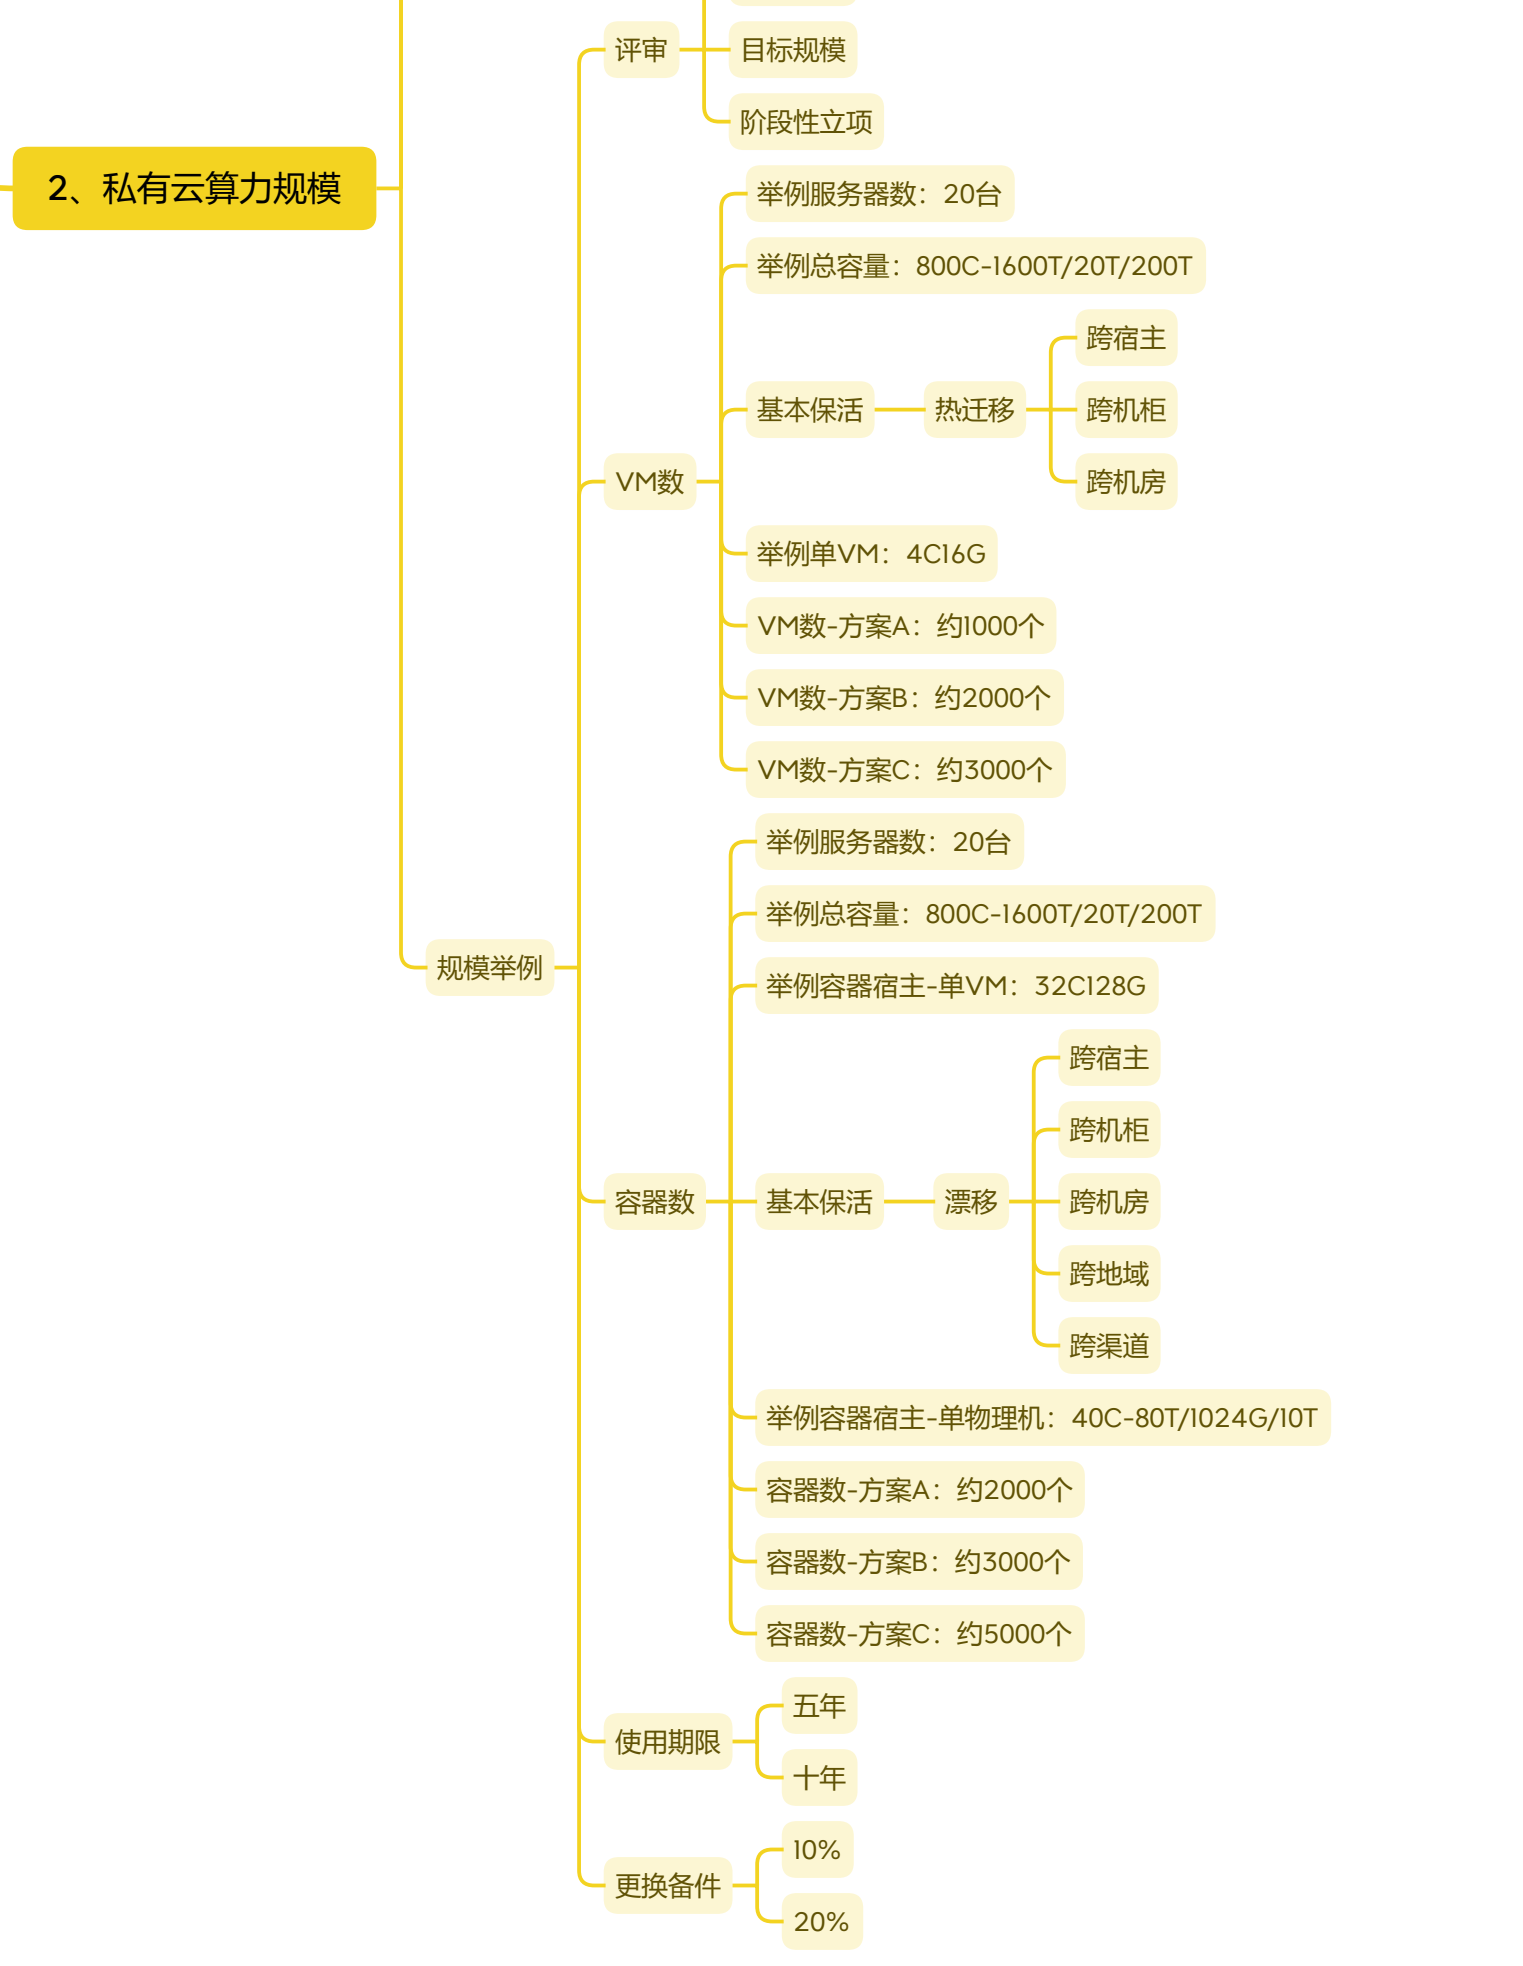 评审
目标规模
阶段性立项
2、私有云算力规模
规模举例
VM数
举例服务器数：20台
举例总容量：800C-1600T/20T/200T
基本保活
热迁移
跨宿主
跨机柜
跨机房
举例单VM：4C16G
VM数-方案A：约1000个
VM数-方案B：约2000个
VM数-方案C：约3000个
容器数
举例服务器数：20台
举例总容量：800C-1600T/20T/200T
举例容器宿主-单VM：32C128G
基本保活
漂移
跨宿主
跨机柜
跨机房
跨地域
跨渠道
举例容器宿主-单物理机：40C-80T/1024G/10T
容器数-方案A：约2000个
容器数-方案B：约3000个
容器数-方案C：约5000个
使用期限
五年
十年
更换备件
10%
20%